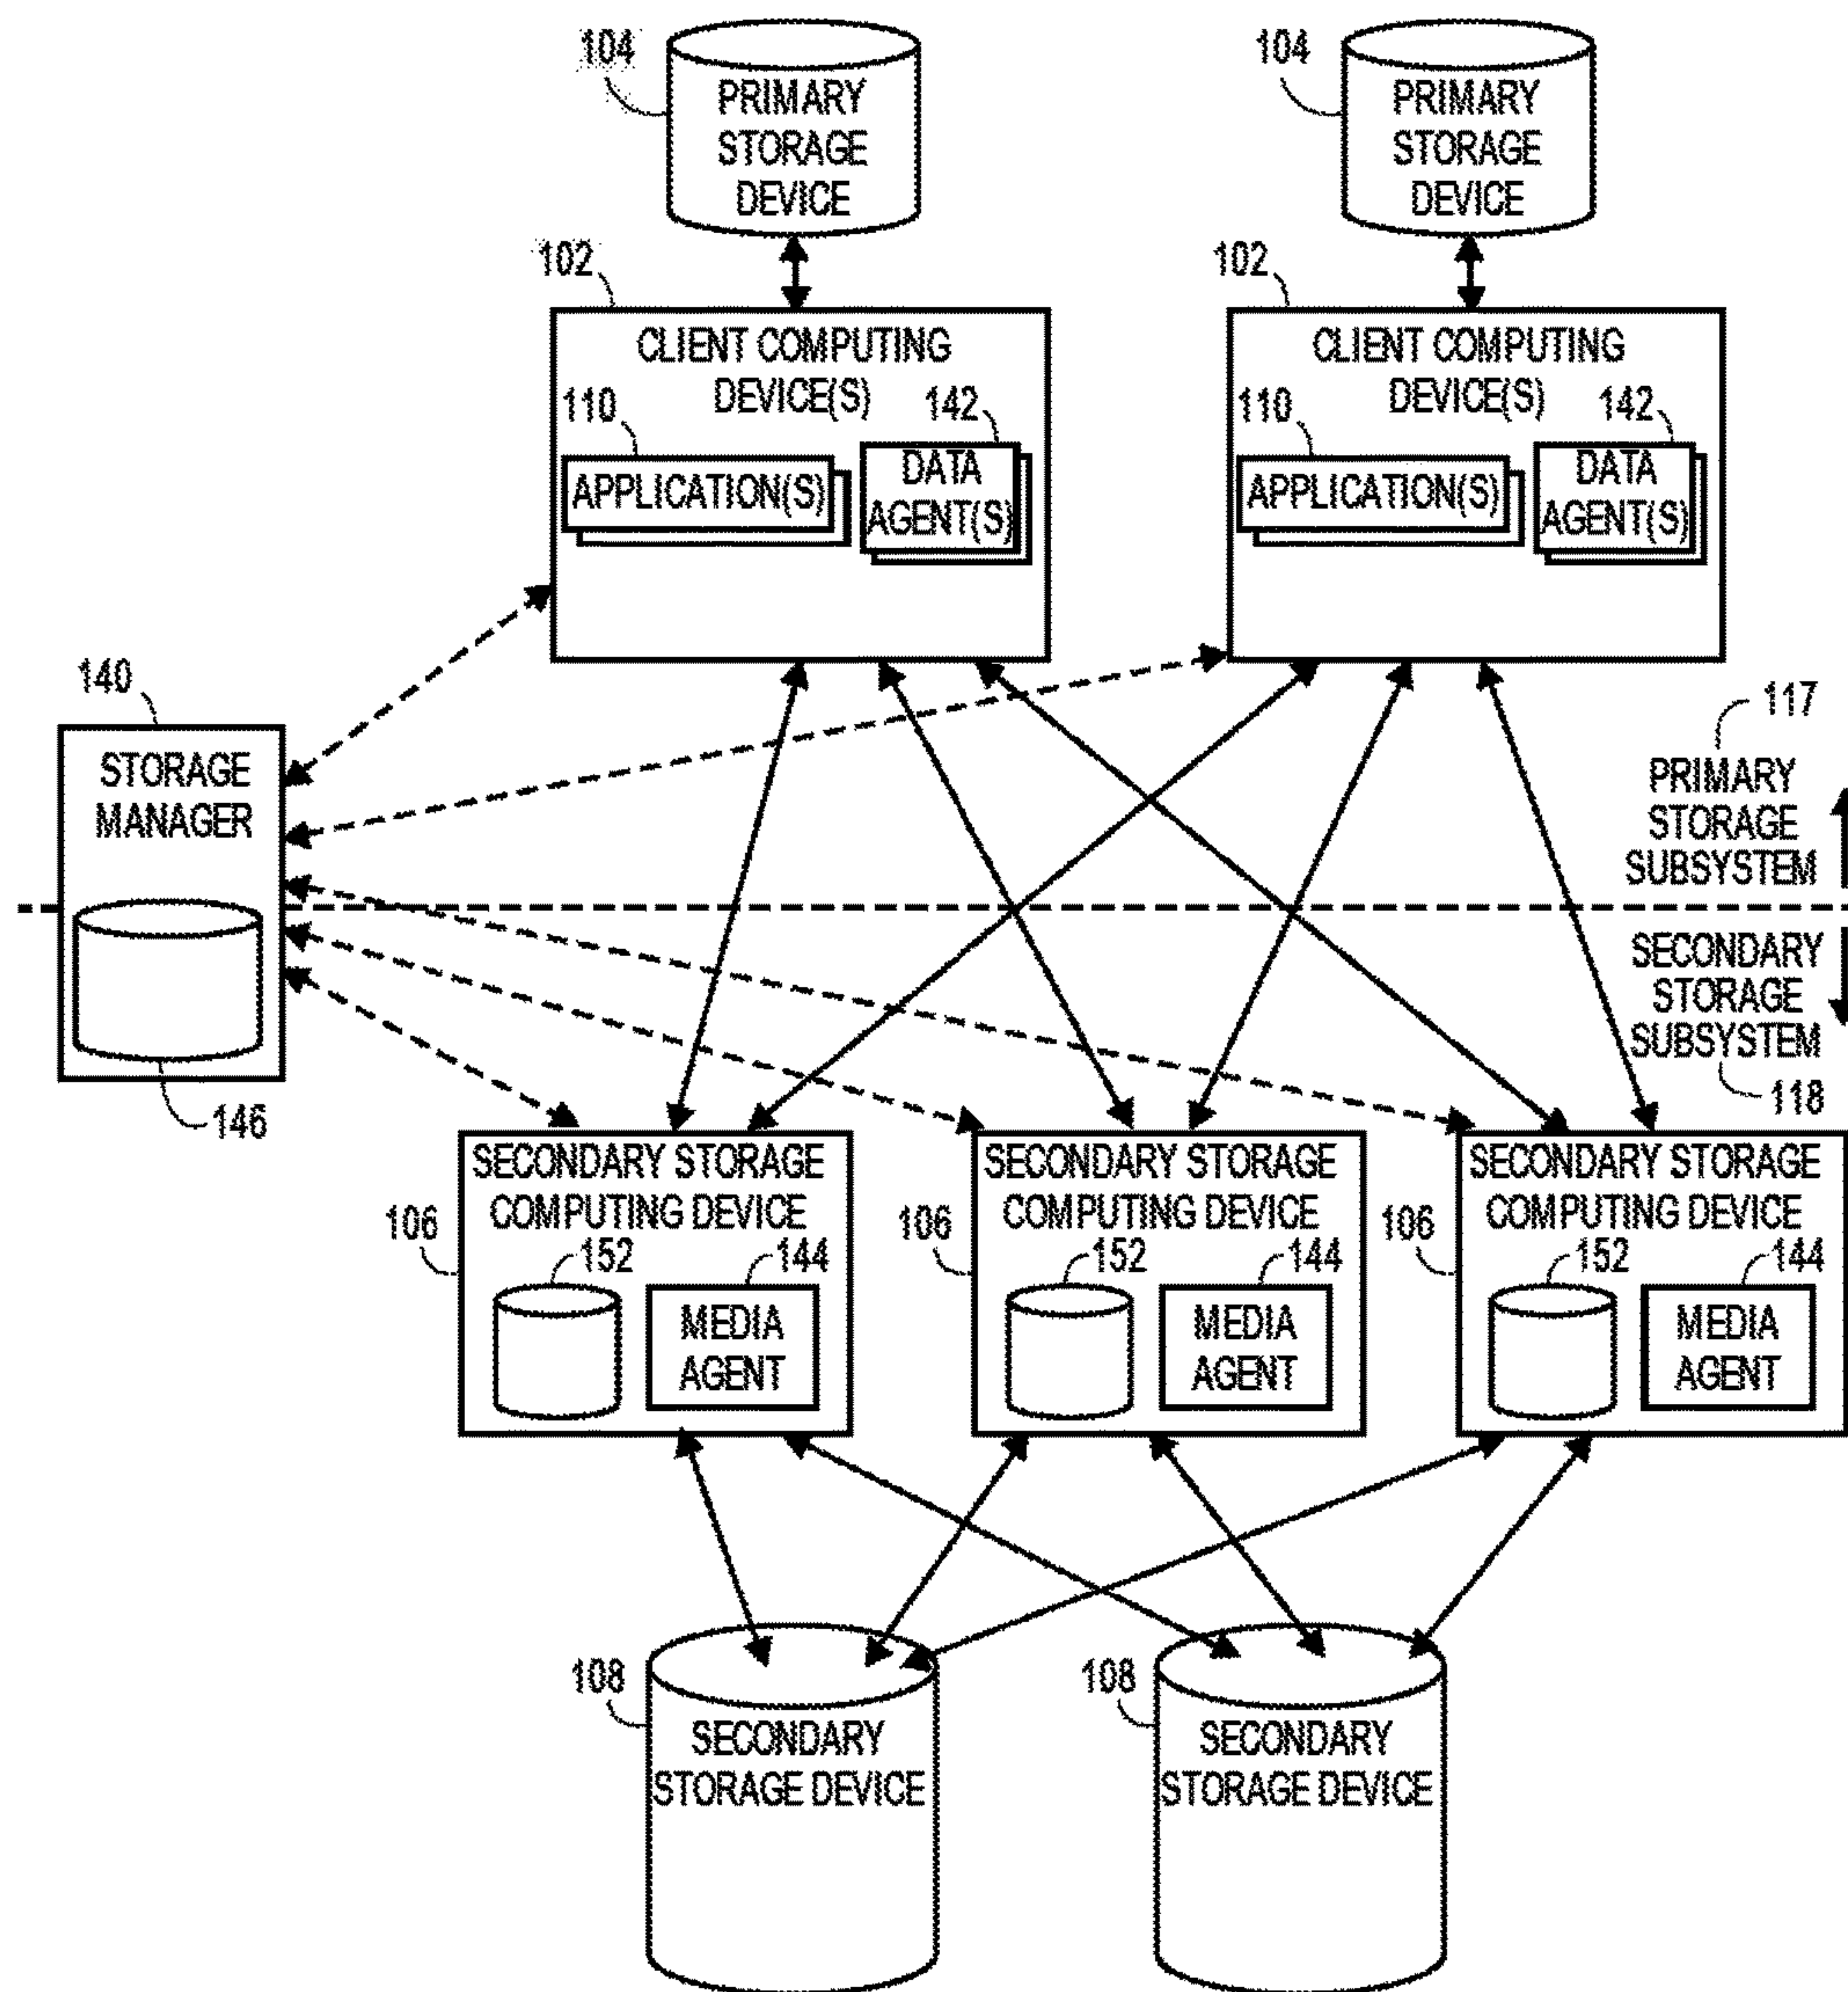 104
PRIMARY
STORAGE
DEVICE
104
PRIMARY
STORAGE
DEVICE
102
CLIENT COMPUTING
DEVICE(S)
110
142
APPLICATION(S)
DATA
AGENT(S)
102
CLIENT COMPUTING
DEVICE(S)
110
142
APPLICATION(S)
DATA
AGENT(S)
140
STORAGE
MANAGER
146
117
PRIMARY
STORAGE
SUBSYSTEM
SECONDARY
STORAGE
SUBSYSTEM
118
SECONDARY STORAGE
COMPUTING DEVICE
106
152
144
MEDIA
AGENT
SECONDARY STORAGE
COMPUTING DEVICE
106
152
144
MEDIA
AGENT
SECONDARY STORAGE
COMPUTING DEVICE
106
152
144
MEDIA
AGENT
108
SECONDARY
STORAGE DEVICE
108
SECONDARY
STORAGE DEVICE